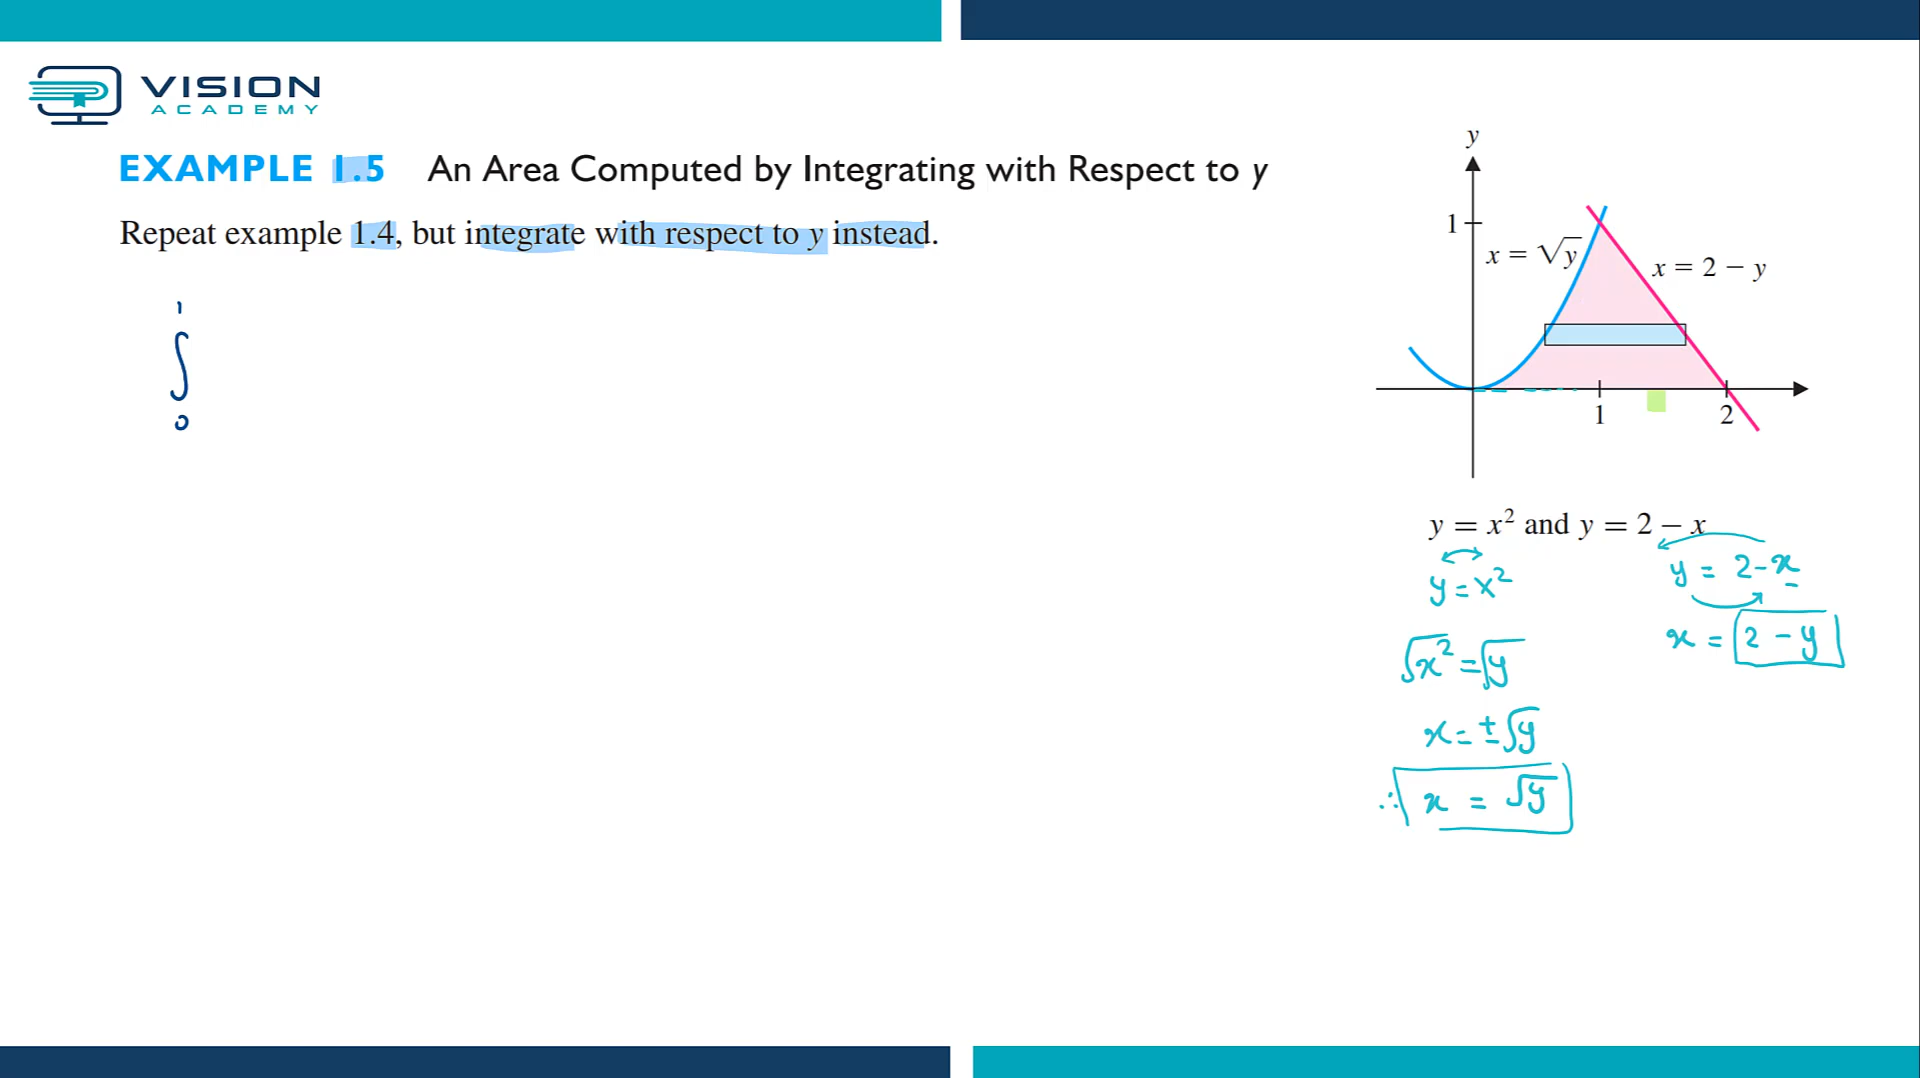 VISION
ACADEMY
EXAMPLE 1.5 An Area Computed by Integrating with Respect to y
Repeat example 1.4, but integrate with respect to y instead.
1
∫
0
y
1
x = √y
x = 2 − y
1
2
y = x² and y = 2 − x
y = x²
√x² = √y
x = ± √y
∴ x = √y
y = 2 - x
x = 2 - y